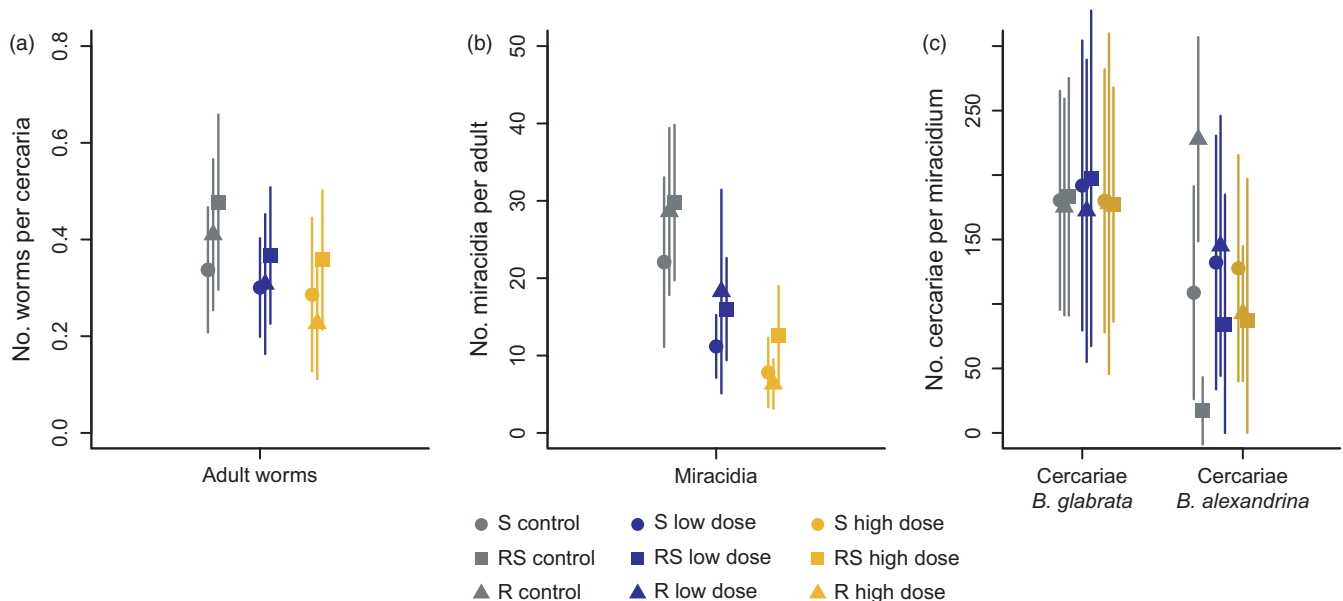 (a)
No. worms per cercaria
0.8
0.6
0.4
0.2
0.0
Adult worms
(b)
No. miracidia per adult
50
40
30
20
10
0
Miracidia
(c)
No. cercariae per miracidium
250
150
50
0
Cercariae
B. glabrata
Cercariae
B. alexandrina
S control
S low dose
S high dose
RS control
RS low dose
RS high dose
R control
R low dose
R high dose